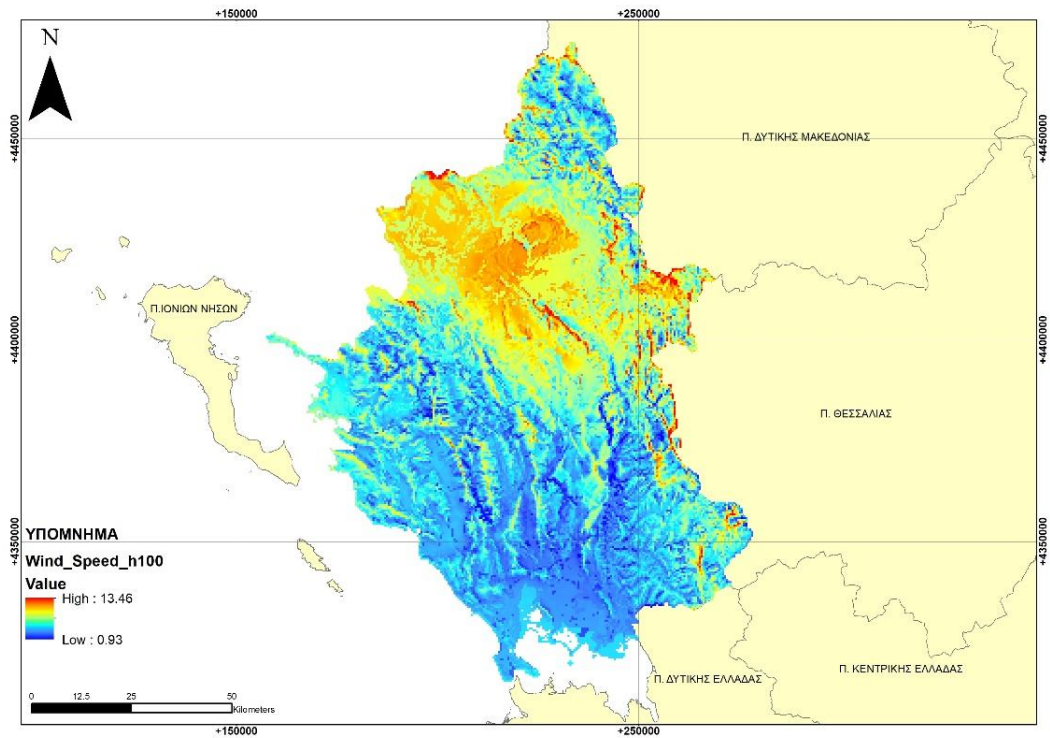 +150000
+250000
N
+4450000
+4450000
Π. ΔΥΤΙΚΗΣ ΜΑΚΕΔΟΝΙΑΣ
Π.ΙΟΝΙΩΝ ΝΗΣΩΝ
+4400000
+4400000
Π. ΘΕΣΣΑΛΙΑΣ
ΥΠΟΜΝΗΜΑ
+4350000
+4350000
Wind_Speed_h100
Value
High : 13.46
Low : 0.93
Π. ΚΕΝΤΡΙΚΗΣ ΕΛΛΑΔΑΣ
Π. ΔΥΤΙΚΗΣ ΕΛΛΑΔΑΣ
0 12.5 25 50
Kilometers
+150000
+250000